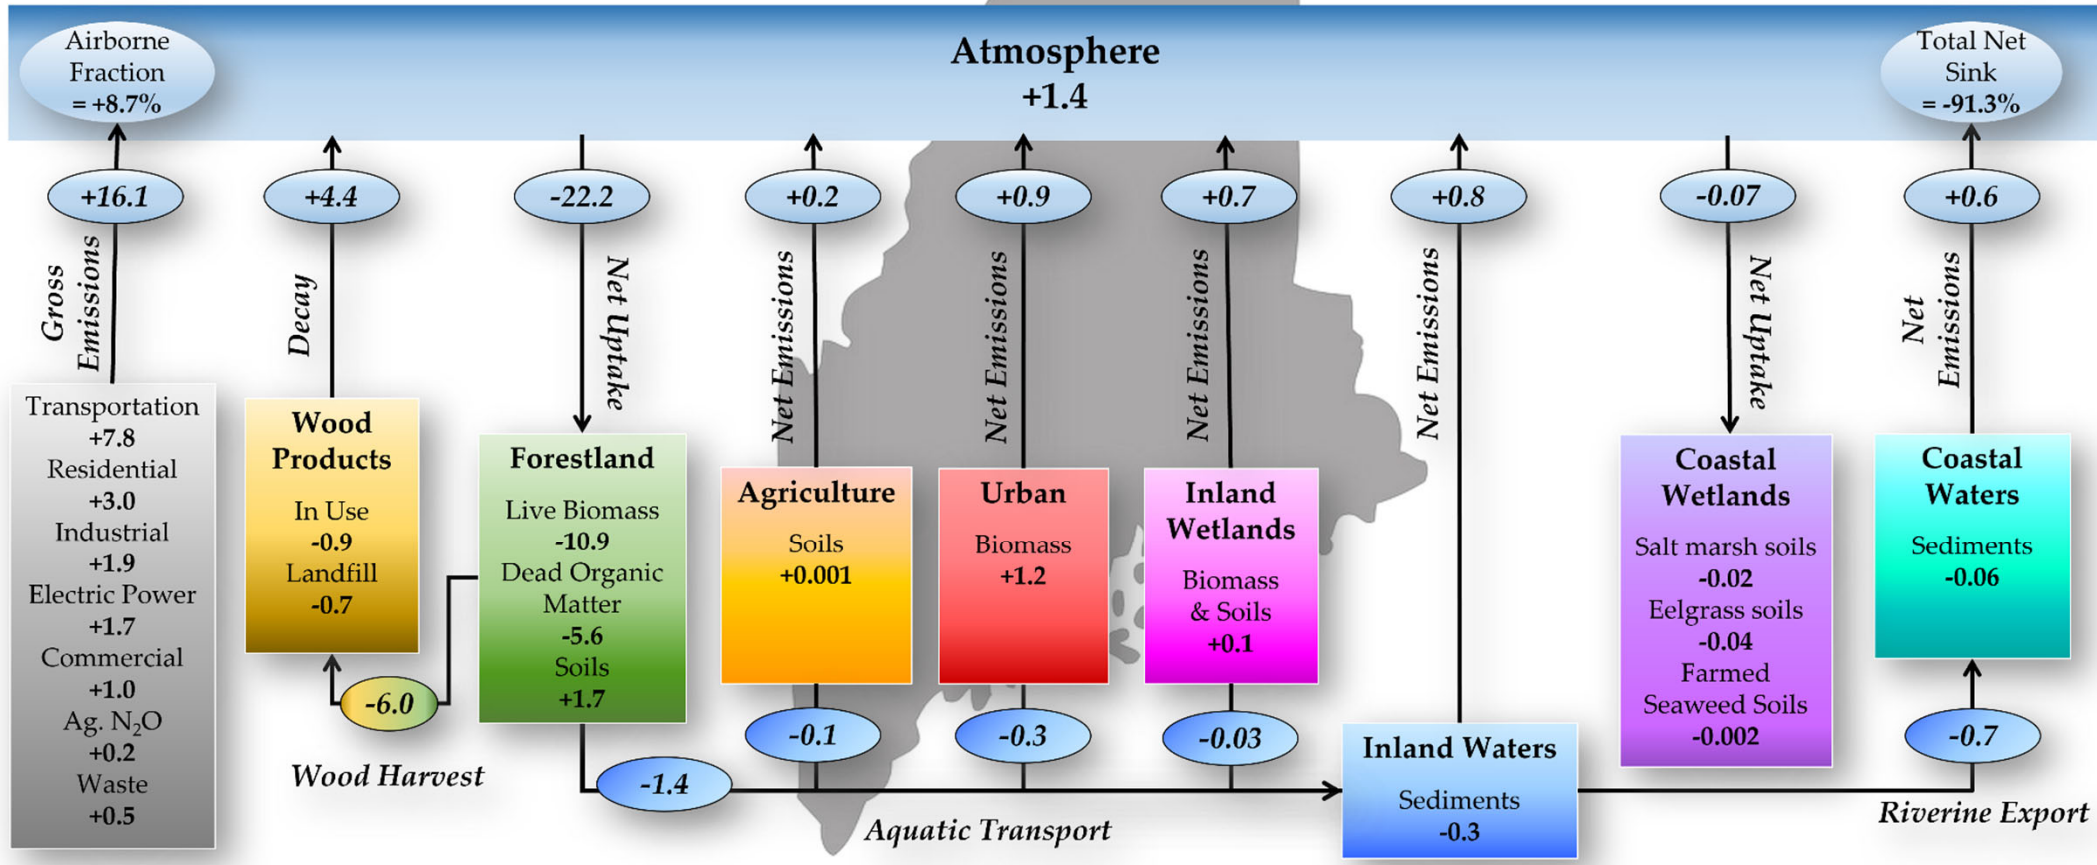 Airborne
Fraction
= +8.7%
Atmosphere
+1.4
Total Net
Sink
= -91.3%
+16.1
+4.4
-22.2
+0.2
+0.9
+0.7
+0.8
-0.07
+0.6
Gross
Emissions
Decay
Net Uptake
Net Emissions
Net Emissions
Net Emissions
Net Emissions
Net Uptake
Net
Emissions
Transportation
+7.8
Residential
+3.0
Industrial
+1.9
Electric Power
+1.7
Commercial
+1.0
Ag. N₂O
+0.2
Waste
+0.5
Wood
Products
In Use
-0.9
Landfill
-0.7
Forestland
Live Biomass
-10.9
Dead Organic
Matter
-5.6
Soils
+1.7
Agriculture
Soils
+0.001
Urban
Biomass
+1.2
Inland
Wetlands
Biomass
& Soils
+0.1
Coastal
Wetlands
Salt marsh soils
-0.02
Eelgrass soils
-0.04
Farmed
Seaweed Soils
-0.002
Coastal
Waters
Sediments
-0.06
-6.0
Wood Harvest
-1.4
-0.1
-0.3
-0.03
Aquatic Transport
Inland Waters
Sediments
-0.3
-0.7
Riverine Export